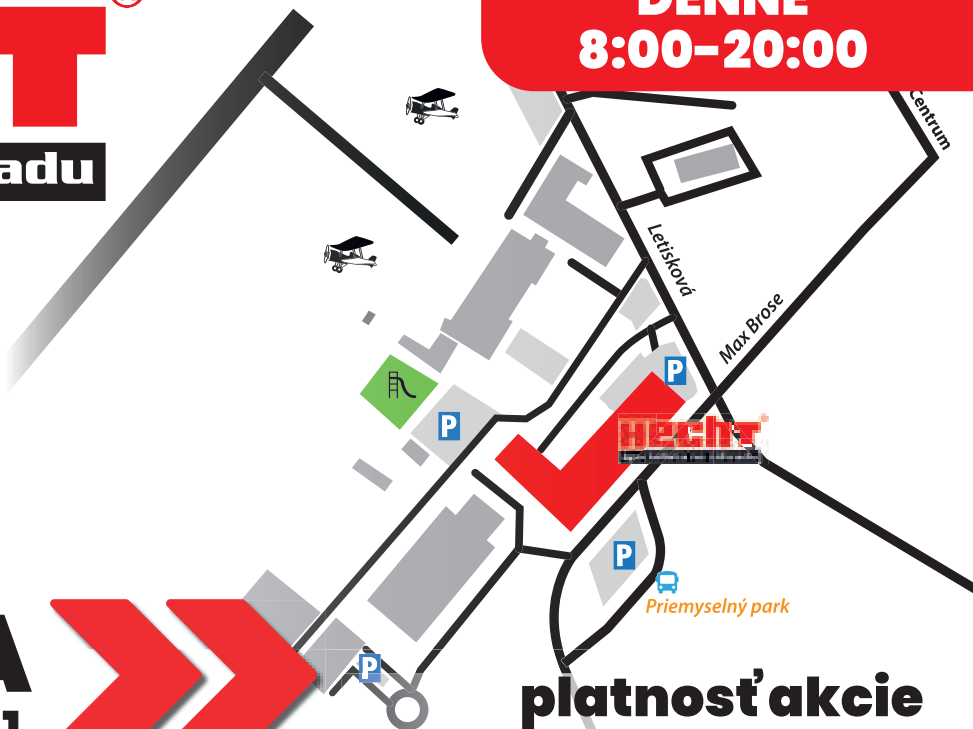 DENNE
8:00-20:00
T
adu
Centrum
Letisková
Max Brose
P
P
HECHT
P
Priemyselný park
P
A
platnosť akcie